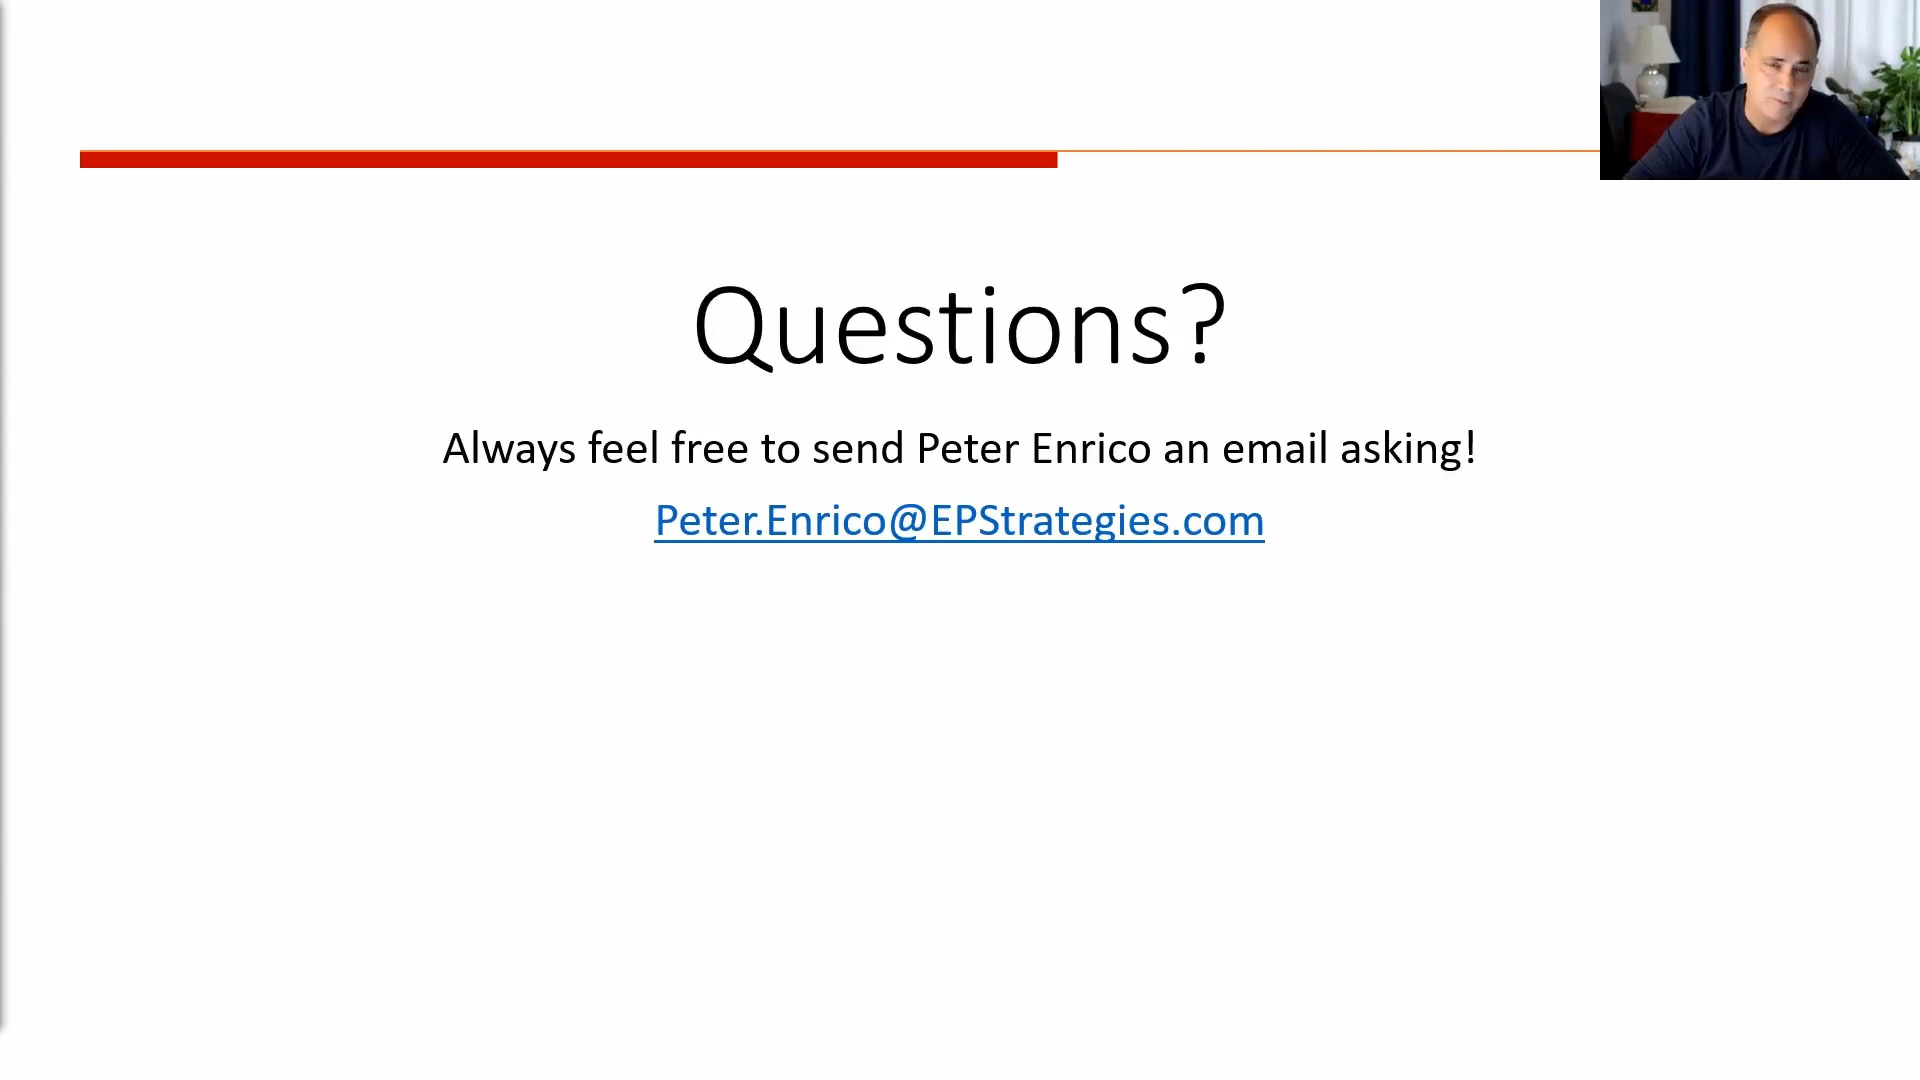 Questions?
Always feel free to send Peter Enrico an email asking!
Peter.Enrico@EPStrategies.com